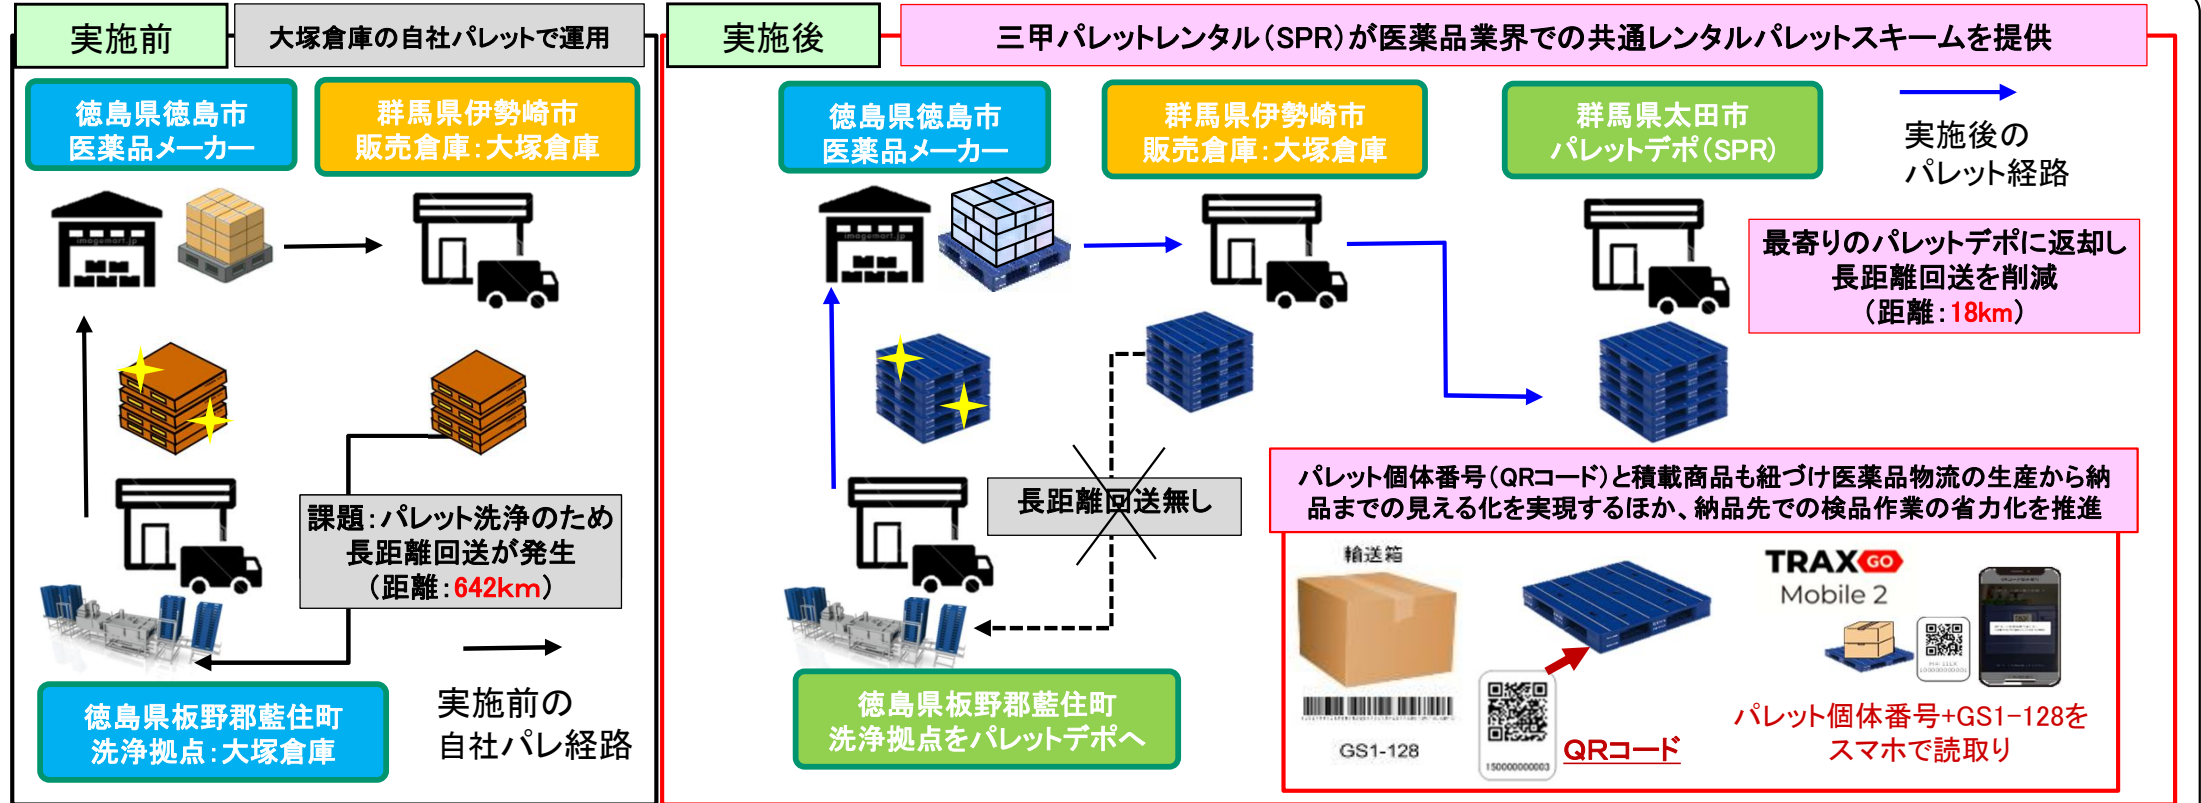 実施前
大塚倉庫の自社パレットで運用
徳島県徳島市
医薬品メーカー
群馬県伊勢崎市
販売倉庫：大塚倉庫
imagemart.jp
課題：パレット洗浄のため
長距離回送が発生
（距離：642km）
徳島県板野郡藍住町
洗浄拠点：大塚倉庫
実施前の
自社パレ経路
実施後
三甲パレットレンタル（SPR）が医薬品業界での共通レンタルパレットスキームを提供
徳島県徳島市
医薬品メーカー
群馬県伊勢崎市
販売倉庫：大塚倉庫
群馬県太田市
パレットデポ（SPR）
実施後の
パレット経路
imagemart.jp
最寄りのパレットデポに返却し
長距離回送を削減
（距離：18km）
長距離回送無し
徳島県板野郡藍住町
洗浄拠点をパレットデポへ
パレット個体番号（QRコード）と積載商品も紐づけ医薬品物流の生産から納
品までの見える化を実現するほか、納品先での検品作業の省力化を推進
輸送箱
GS1-128
150000000003
QRコード
TRAX GO
Mobile 2
パレット個体番号+GS1-128を
スマホで読取り